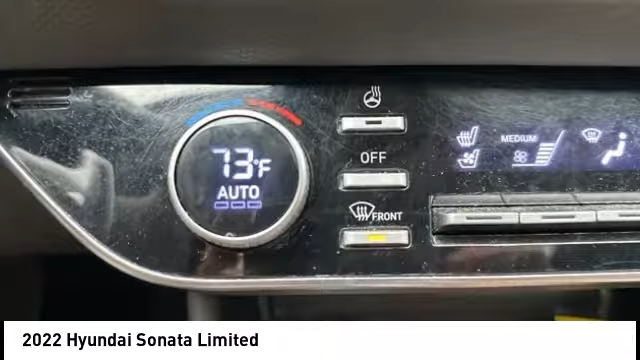 73°F
AUTO
OFF
MEDIUM
FRONT
2022 Hyundai Sonata Limited